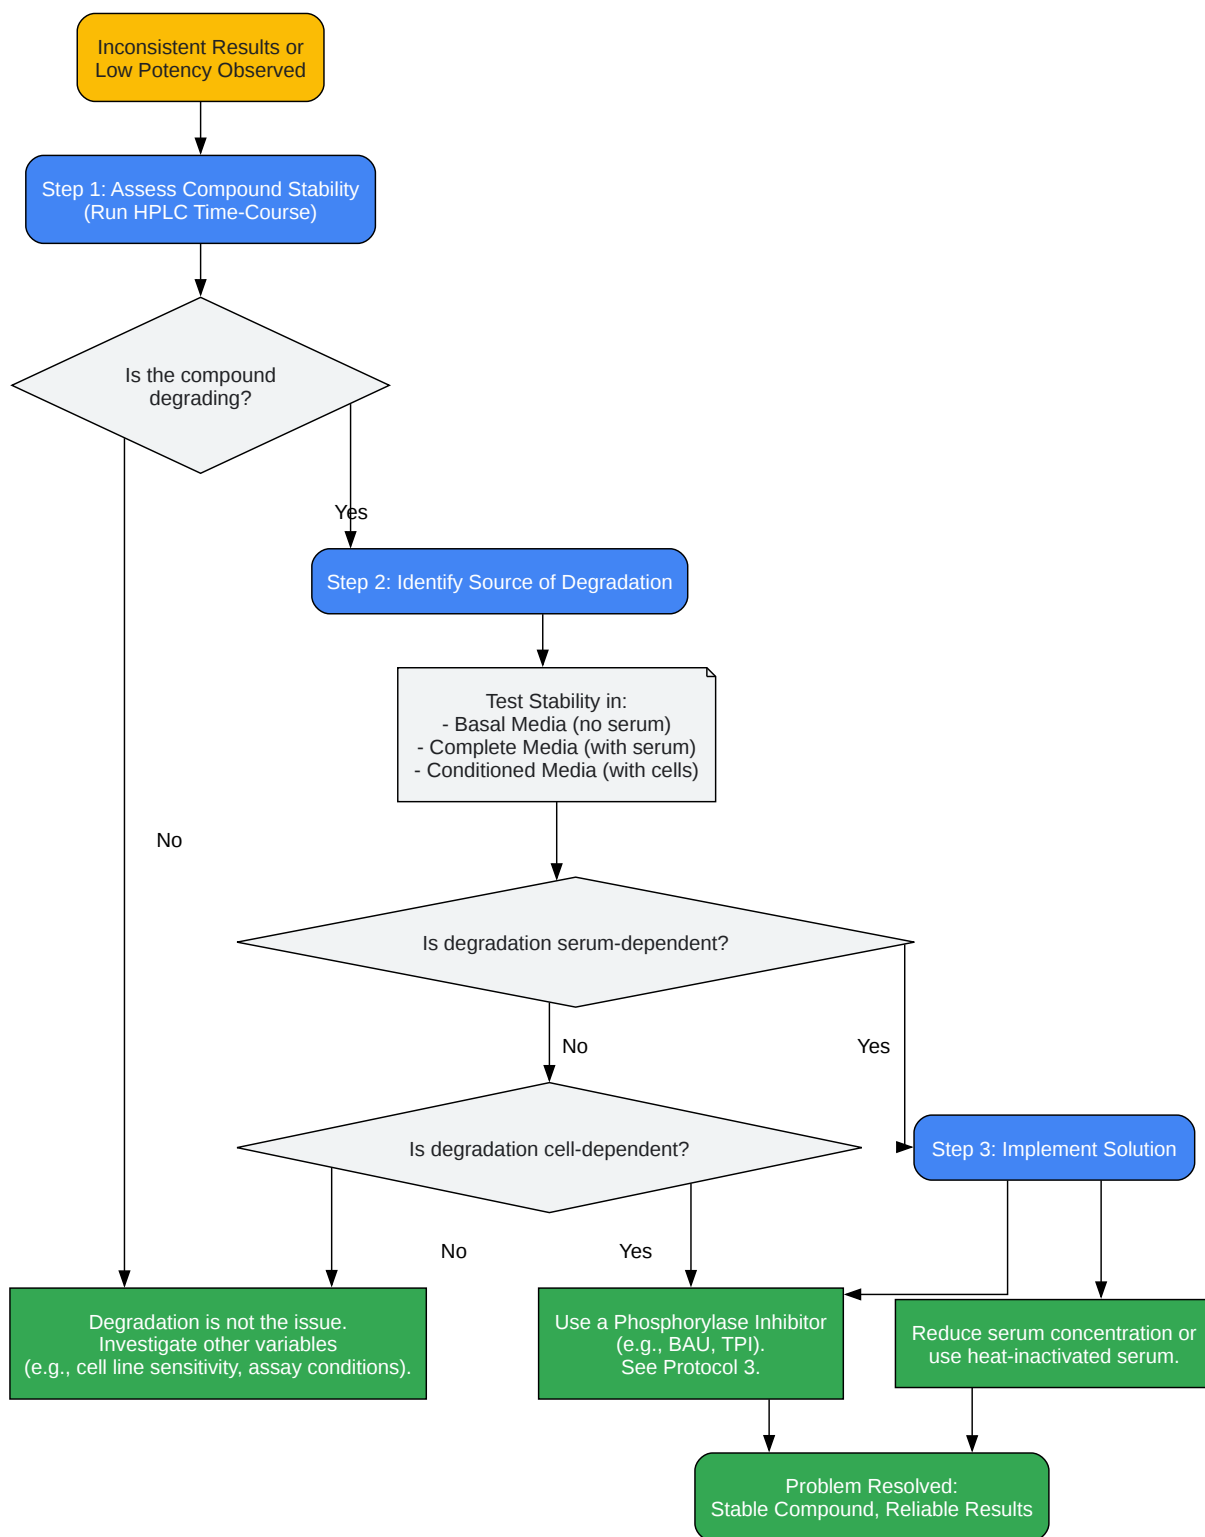 Inconsistent Results or
Low Potency Observed
Step 1: Assess Compound Stability
(Run HPLC Time-Course)
Is the compound
degrading?
Yes
Step 2: Identify Source of Degradation
Test Stability in:
- Basal Media (no serum)
- Complete Media (with serum)
- Conditioned Media (with cells)
No
Is degradation serum-dependent?
No
Yes
Is degradation cell-dependent?
Step 3: Implement Solution
No
Yes
Degradation is not the issue.
Investigate other variables
(e.g., cell line sensitivity, assay conditions).
Use a Phosphorylase Inhibitor
(e.g., BAU, TPI).
See Protocol 3.
Reduce serum concentration or
use heat-inactivated serum.
Problem Resolved:
Stable Compound, Reliable Results